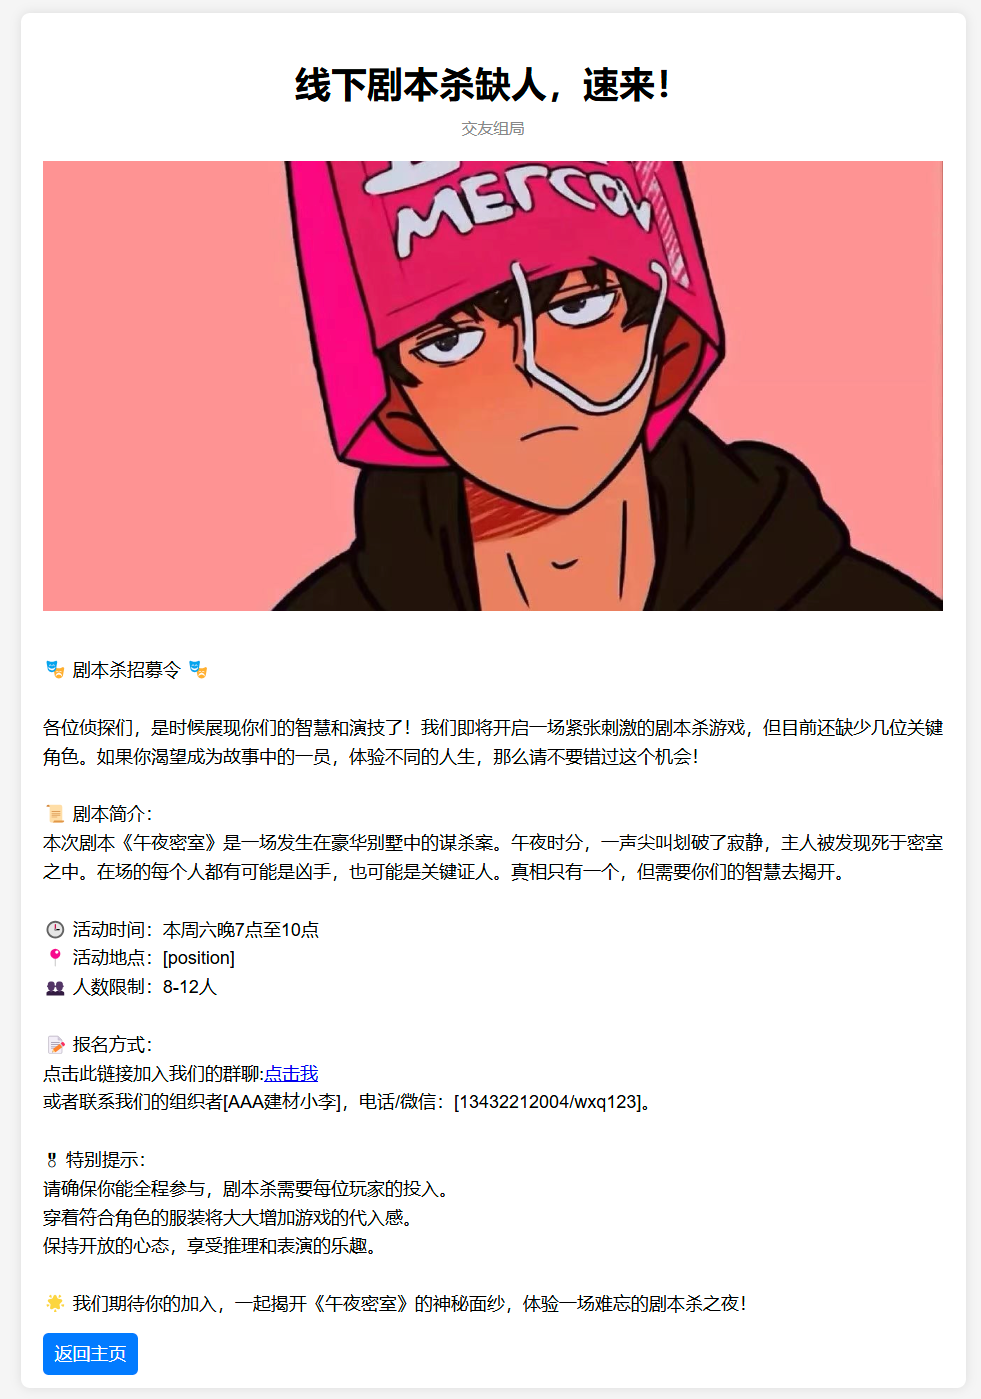 线下剧本杀缺人，速来！
交友组局
MERCOV
🎭 剧本杀招募令 🎭
各位侦探们，是时候展现你们的智慧和演技了！我们即将开启一场紧张刺激的剧本杀游戏，但目前还缺少几位关键
角色。如果你渴望成为故事中的一员，体验不同的人生，那么请不要错过这个机会！
📜 剧本简介：
本次剧本《午夜密室》是一场发生在豪华别墅中的谋杀案。午夜时分，一声尖叫划破了寂静，主人被发现死于密室
之中。在场的每个人都有可能是凶手，也可能是关键证人。真相只有一个，但需要你们的智慧去揭开。
🕒 活动时间：本周六晚7点至10点
📍 活动地点：[position]
👥 人数限制：8-12人
📝 报名方式：
点击此链接加入我们的群聊:点击我
或者联系我们的组织者[AAA建材小李]，电话/微信：[13432212004/wxq123]。
🎖 特别提示：
请确保你能全程参与，剧本杀需要每位玩家的投入。
穿着符合角色的服装将大大增加游戏的代入感。
保持开放的心态，享受推理和表演的乐趣。
🌟 我们期待你的加入，一起揭开《午夜密室》的神秘面纱，体验一场难忘的剧本杀之夜！
返回主页